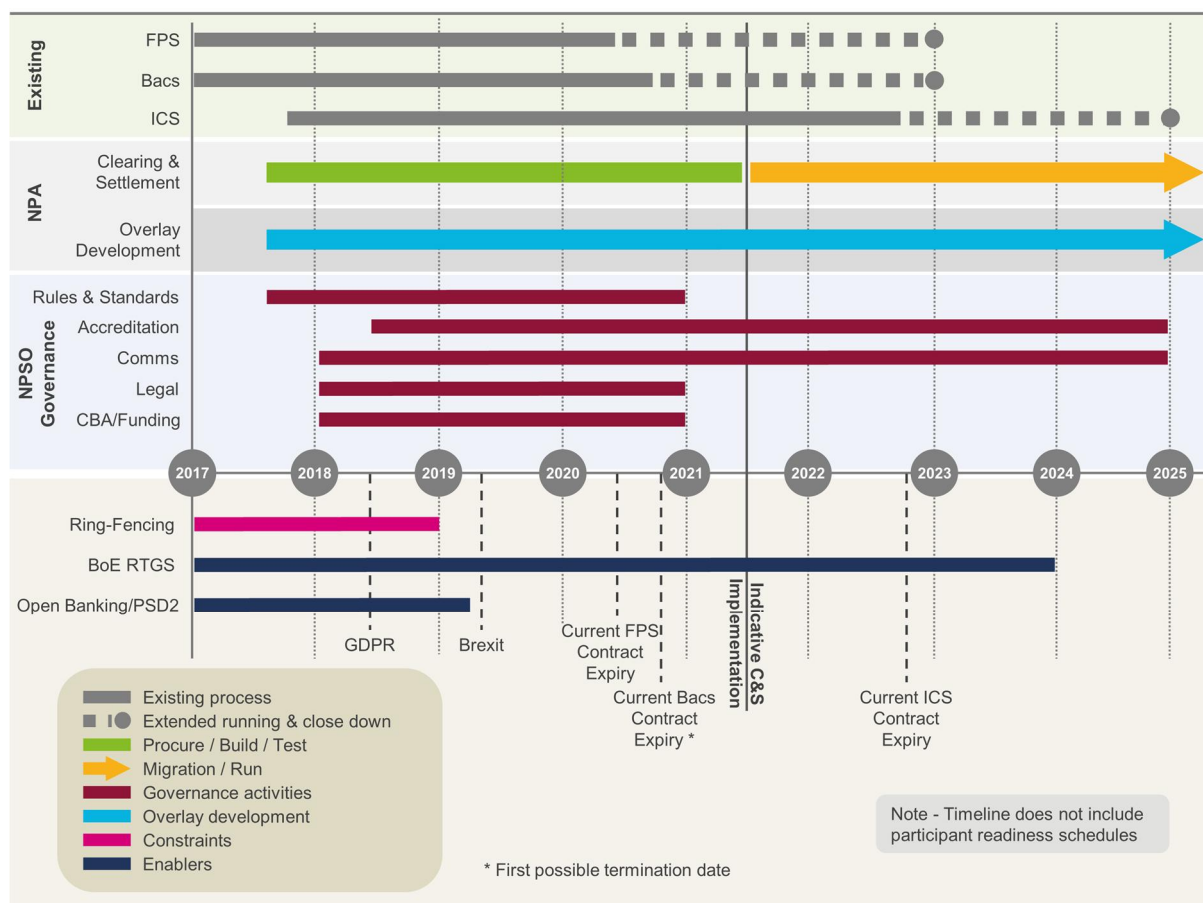 Existing
FPS
Bacs
ICS
NPA
Clearing &
Settlement
Overlay
Development
NPSO
Governance
Rules & Standards
Accreditation
Comms
Legal
CBA/Funding
2017
2018
2019
2020
2021
2022
2023
2024
2025
Ring-Fencing
BoE RTGS
Open Banking/PSD2
GDPR
Brexit
Current FPS
Contract
Expiry
Current Bacs
Contract
Expiry *
Indicative C&S
Implementation
Current ICS
Contract
Expiry
Existing process
Extended running & close down
Procure / Build / Test
Migration / Run
Governance activities
Overlay development
Constraints
Enablers
Note - Timeline does not include
participant readiness schedules
* First possible termination date